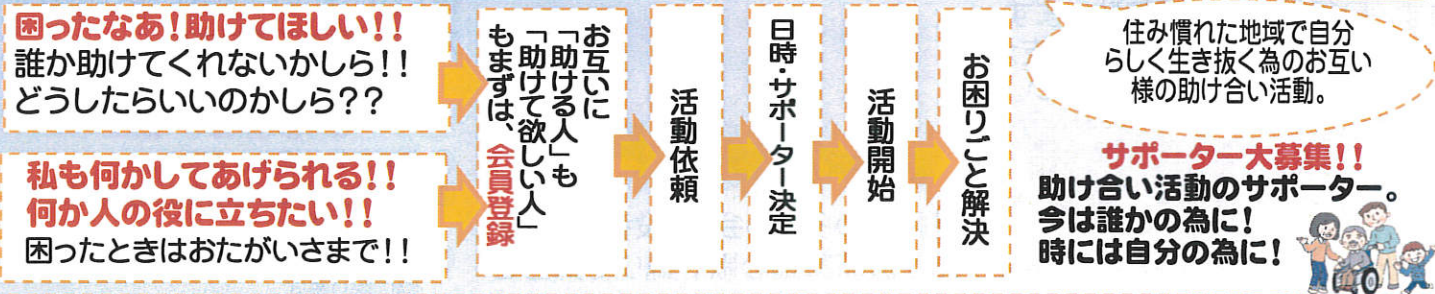 困ったなあ!助けてほしい!!
誰か助けてくれないかしら!!
どうしたらいいのかしら??
私も何かしてあげられる!!
何か人の役に立ちたい!!
困ったときはおたがいさまで!!
お互いに
「助ける人」も
「助けて欲しい人」
もまずは、会員登録
活動依頼
日時・サポーター決定
活動開始
お困りごと解決
住み慣れた地域で自分
らしく生き抜く為のお互い
様の助け合い活動。
サポーター大募集!!
助け合い活動のサポーター。
今は誰かの為に!
時には自分の為に!